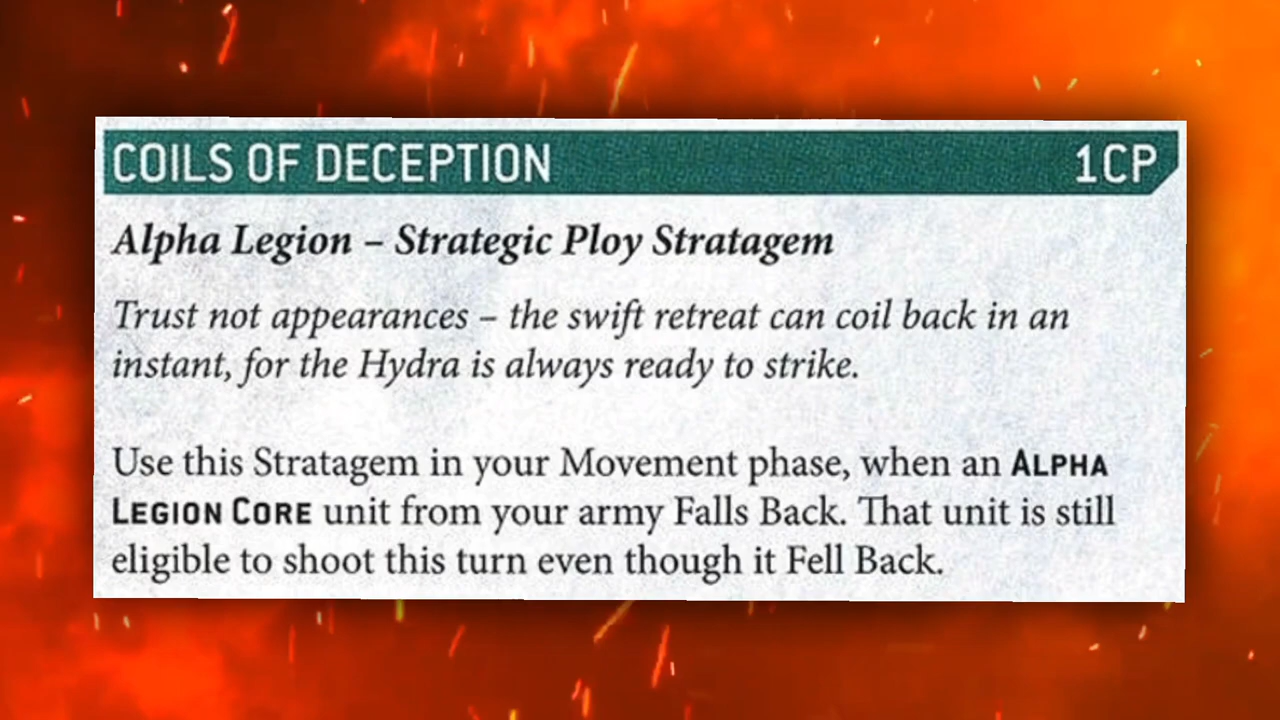 COILS OF DECEPTION 1CP
Alpha Legion – Strategic Ploy Stratagem
Trust not appearances – the swift retreat can coil back in an
instant, for the Hydra is always ready to strike.
Use this Stratagem in your Movement phase, when an ALPHA
LEGION CORE unit from your army Falls Back. That unit is still
eligible to shoot this turn even though it Fell Back.